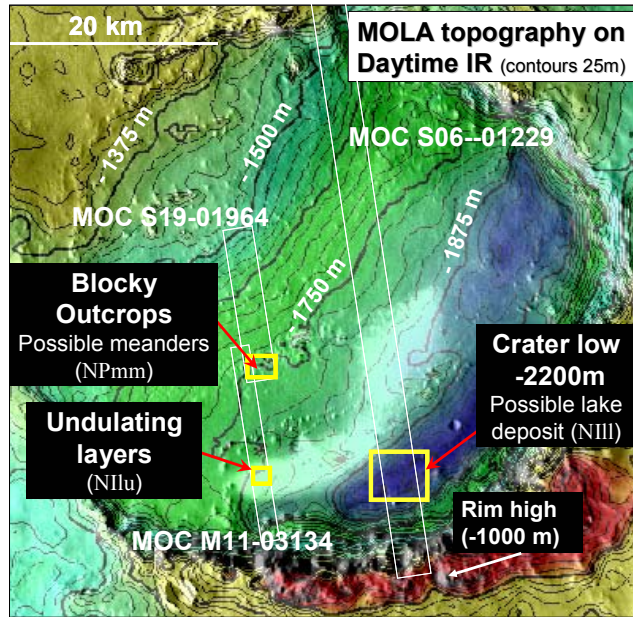 20 km
MOLA topography on
Daytime IR (contours 25m)
- 1375 m
- 1500 m
MOC S06--01229
MOC S19-01964
- 1875 m
- 1750 m
Blocky
Outcrops
Possible meanders
(NPmm)
Crater low
-2200m
Possible lake
deposit (NIll)
Undulating
layers
(NIlu)
Rim high
(-1000 m)
MOC M11-03134